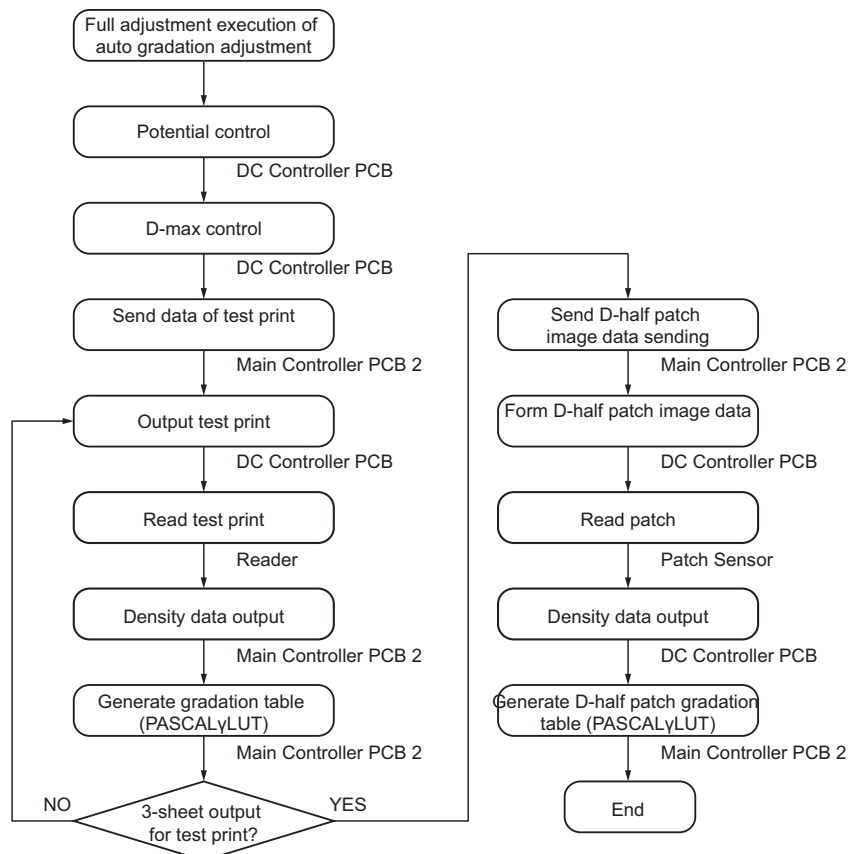 Full adjustment execution of
auto gradation adjustment
Potential control
DC Controller PCB
D-max control
DC Controller PCB
Send data of test print
Main Controller PCB 2
Output test print
DC Controller PCB
Read test print
Reader
Density data output
Main Controller PCB 2
Generate gradation table
(PASCALγLUT)
Main Controller PCB 2
NO
3-sheet output
for test print?
YES
Send D-half patch
image data sending
Main Controller PCB 2
Form D-half patch image data
DC Controller PCB
Read patch
Patch Sensor
Density data output
DC Controller PCB
Generate D-half patch gradation
table (PASCALγLUT)
Main Controller PCB 2
End